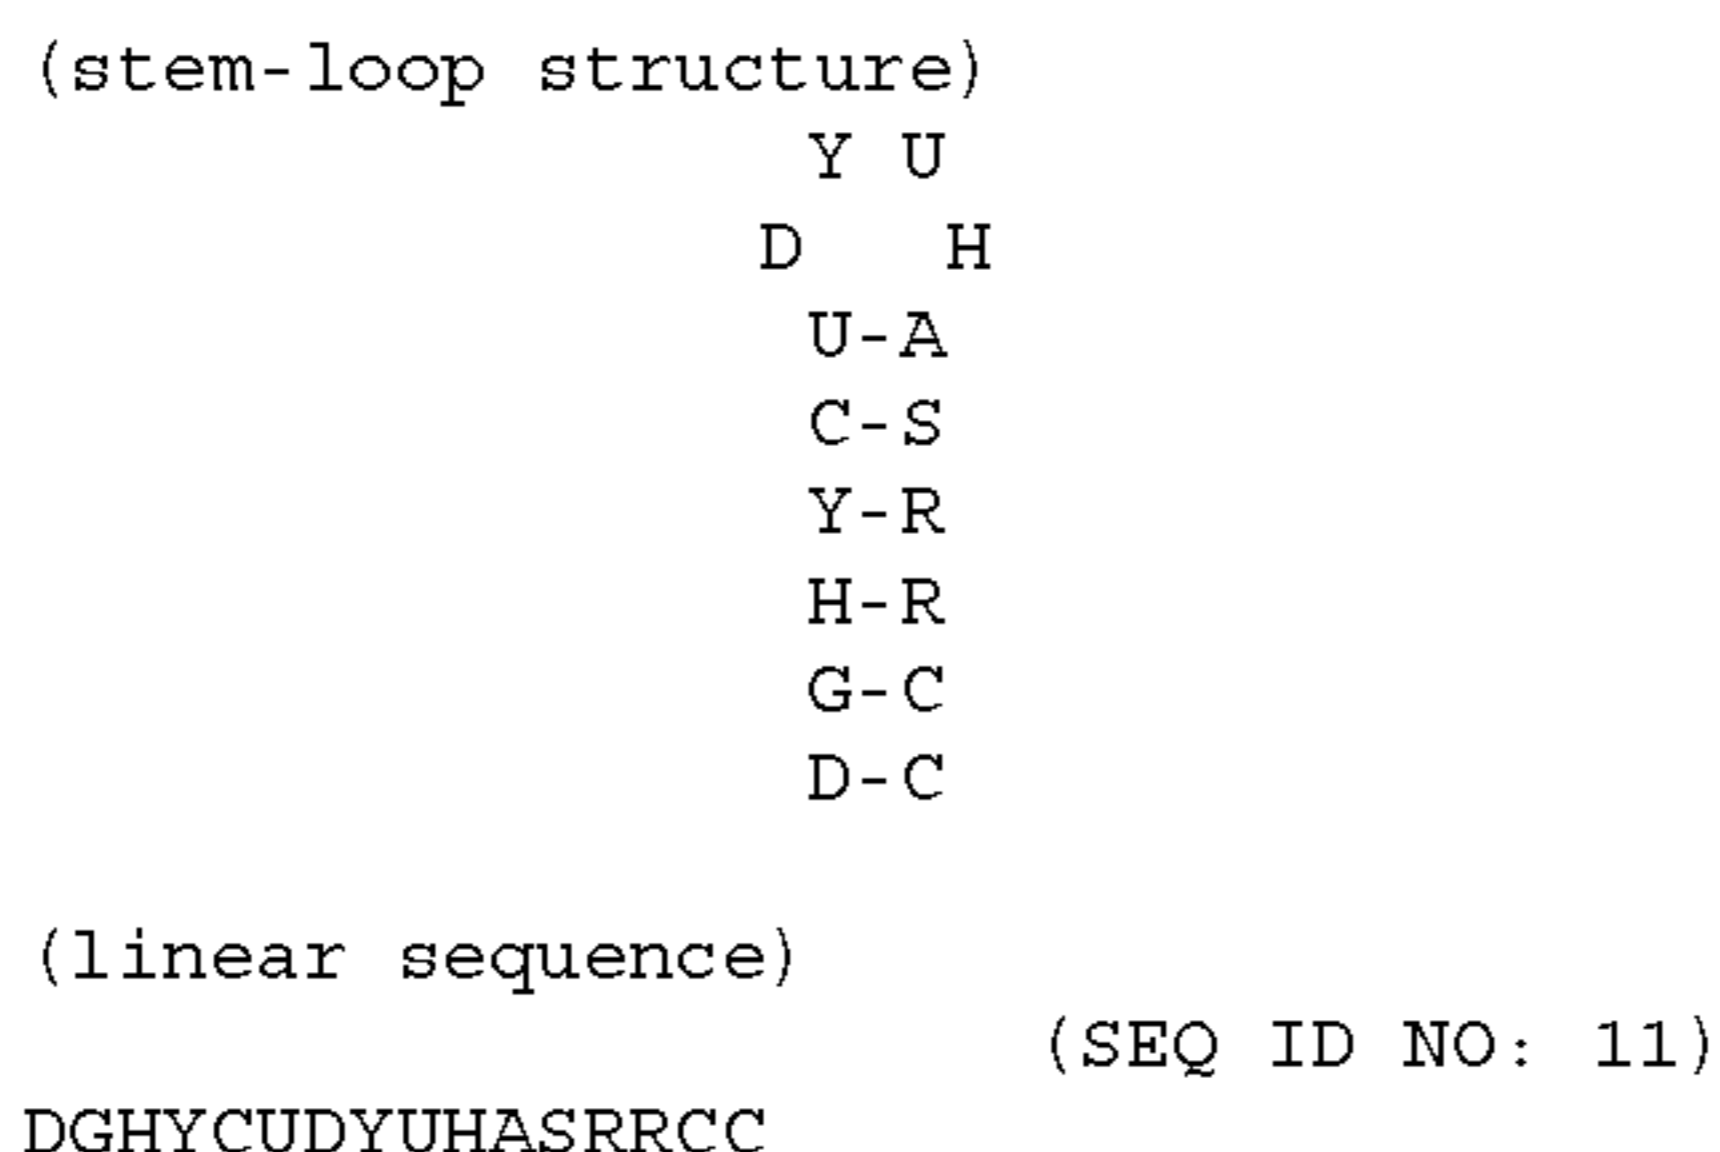 (stem-loop structure)
Y U
D H
U-A
C-S
Y-R
H-R
G-C
D-C
(linear sequence)
(SEQ ID NO: 11)
DGHYCUDYUHASRRCC